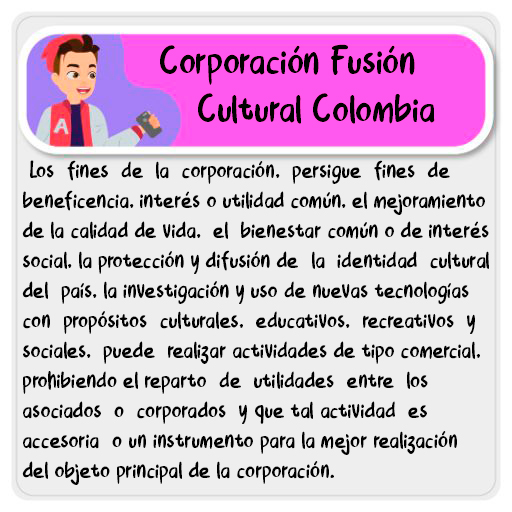 Corporación Fusión
Cultural Colombia
A
Los fines de la corporación. persigue fines de
beneficencia. interés o utilidad común. el mejoramiento
de la calidad de vida. el bienestar común o de interés
social. la protección y difusión de la identidad cultural
del país. la investigación y uso de nuevas tecnologías
con propósitos culturales. educativos. recreativos y
sociales. puede realizar actividades de tipo comercial.
prohibiendo el reparto de utilidades entre los
asociados o corporados y que tal actividad es
accesoria o un instrumento para la mejor realización
del objeto principal de la corporación.